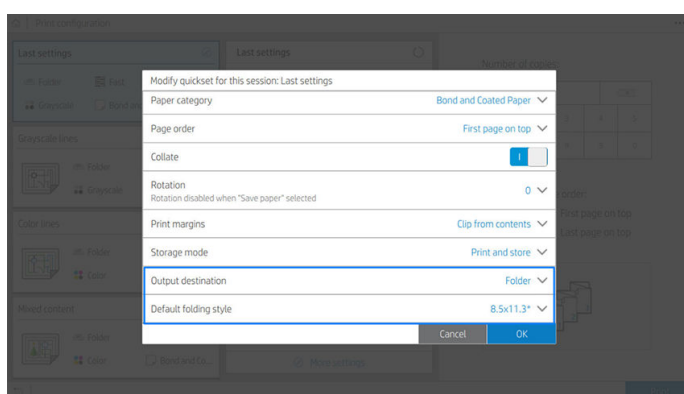 Print configuration
Last settings
Last settings
Number of copies:
Folder
Fast
Grayscale
Bond and
Modify quickset for this session: Last settings
Paper category
Bond and Coated Paper
Page order
First page on top
Collate
Rotation
Rotation disabled when "Save paper" selected
0
Print margins
Clip from contents
Storage mode
Print and store
Output destination
Folder
Default folding style
8.5x11.3*
Cancel
OK
Grayscale lines
Folder
Grayscale
Color lines
Folder
Color
Mixed content
Folder
Color
Bond and Co...
More settings
order:
First page on top
Last page on top